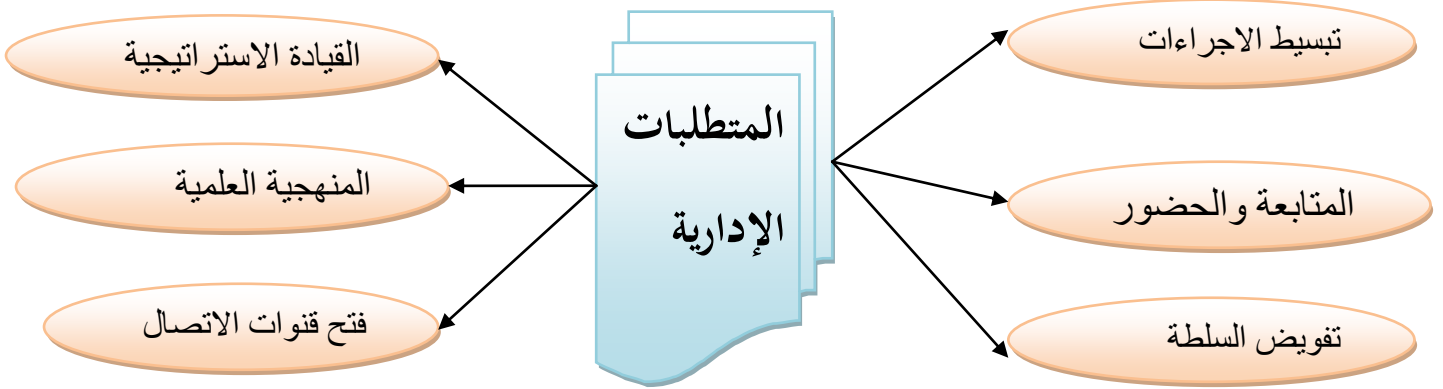 تبسيط الاجراءات
القيادة الاستراتيجية
المتطلبات
الإدارية
المتابعة والحضور
المنهجية العلمية
تفويض السلطة
فتح قنوات الاتصال